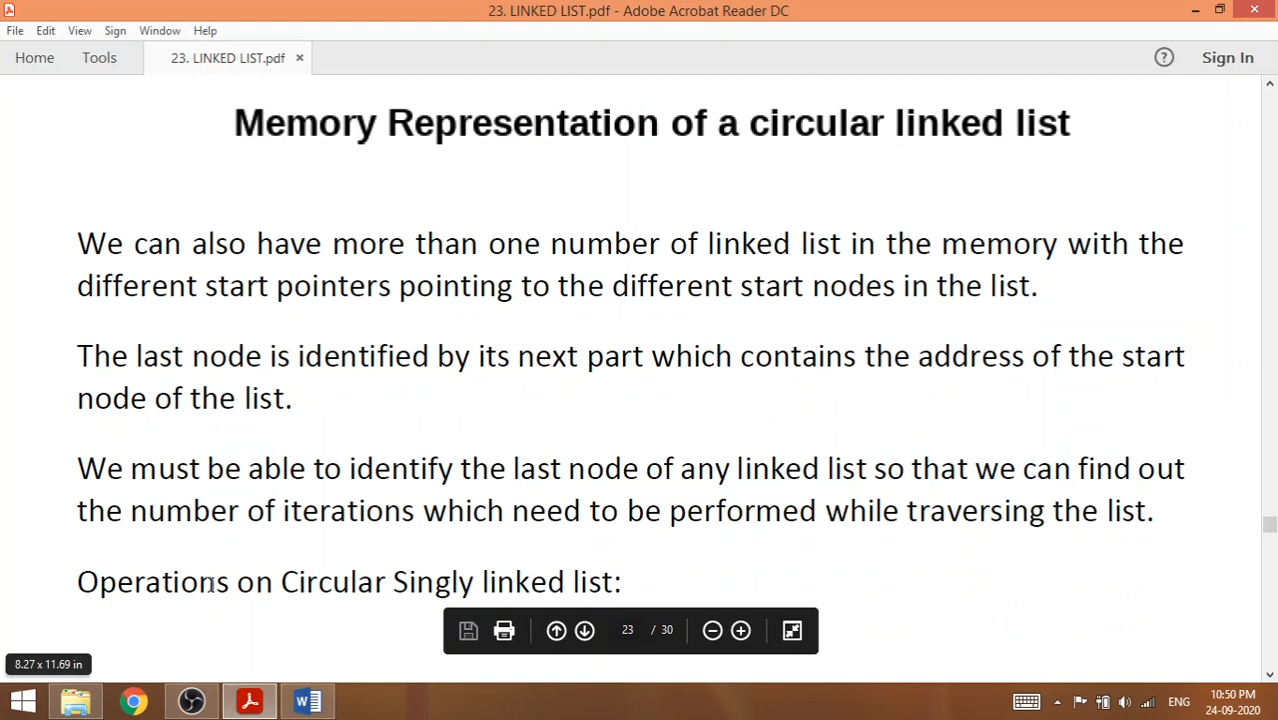 23. LINKED LIST.pdf - Adobe Acrobat Reader DC
File Edit View Sign Window Help
Home Tools 23. LINKED LIST.pdf × Sign In
Memory Representation of a circular linked list
We can also have more than one number of linked list in the memory with the
different start pointers pointing to the different start nodes in the list.
The last node is identified by its next part which contains the address of the start
node of the list.
We must be able to identify the last node of any linked list so that we can find out
the number of iterations which need to be performed while traversing the list.
Operations on Circular Singly linked list:
23 / 30
8.27 x 11.69 in
ENG
10:50 PM
24-09-2020